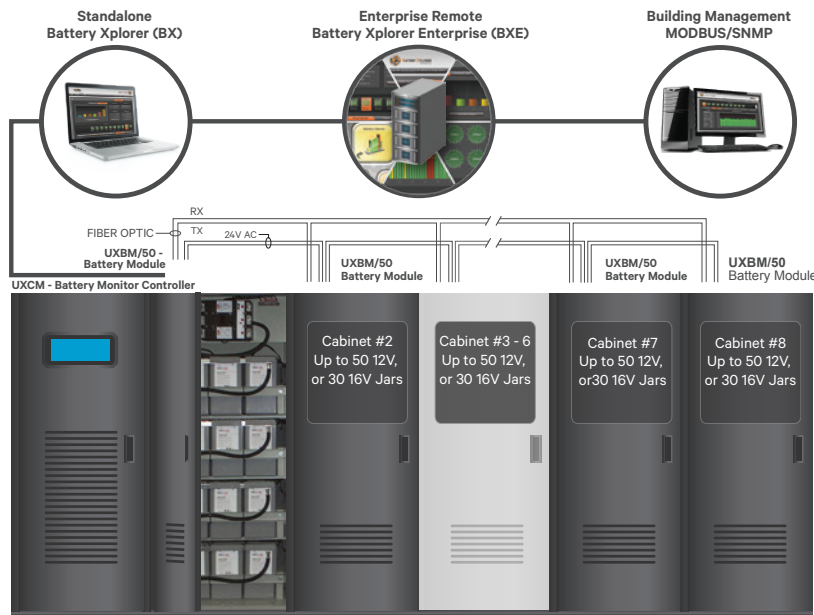 Standalone
Battery Xplorer (BX)
Enterprise Remote
Battery Xplorer Enterprise (BXE)
Building Management
MODBUS/SNMP
RX
FIBER OPTIC
TX
24V AC
UXBM/50 -
Battery Module
UXBM/50
Battery Module
UXBM/50
Battery Module
UXBM/50
Battery Module
UXCM - Battery Monitor Controller
Cabinet #2
Up to 50 12V,
or 30 16V Jars
Cabinet #3 - 6
Up to 50 12V,
or 30 16V Jars
Cabinet #7
Up to 50 12V,
or30 16V Jars
Cabinet #8
Up to 50 12V,
or 30 16V Jars